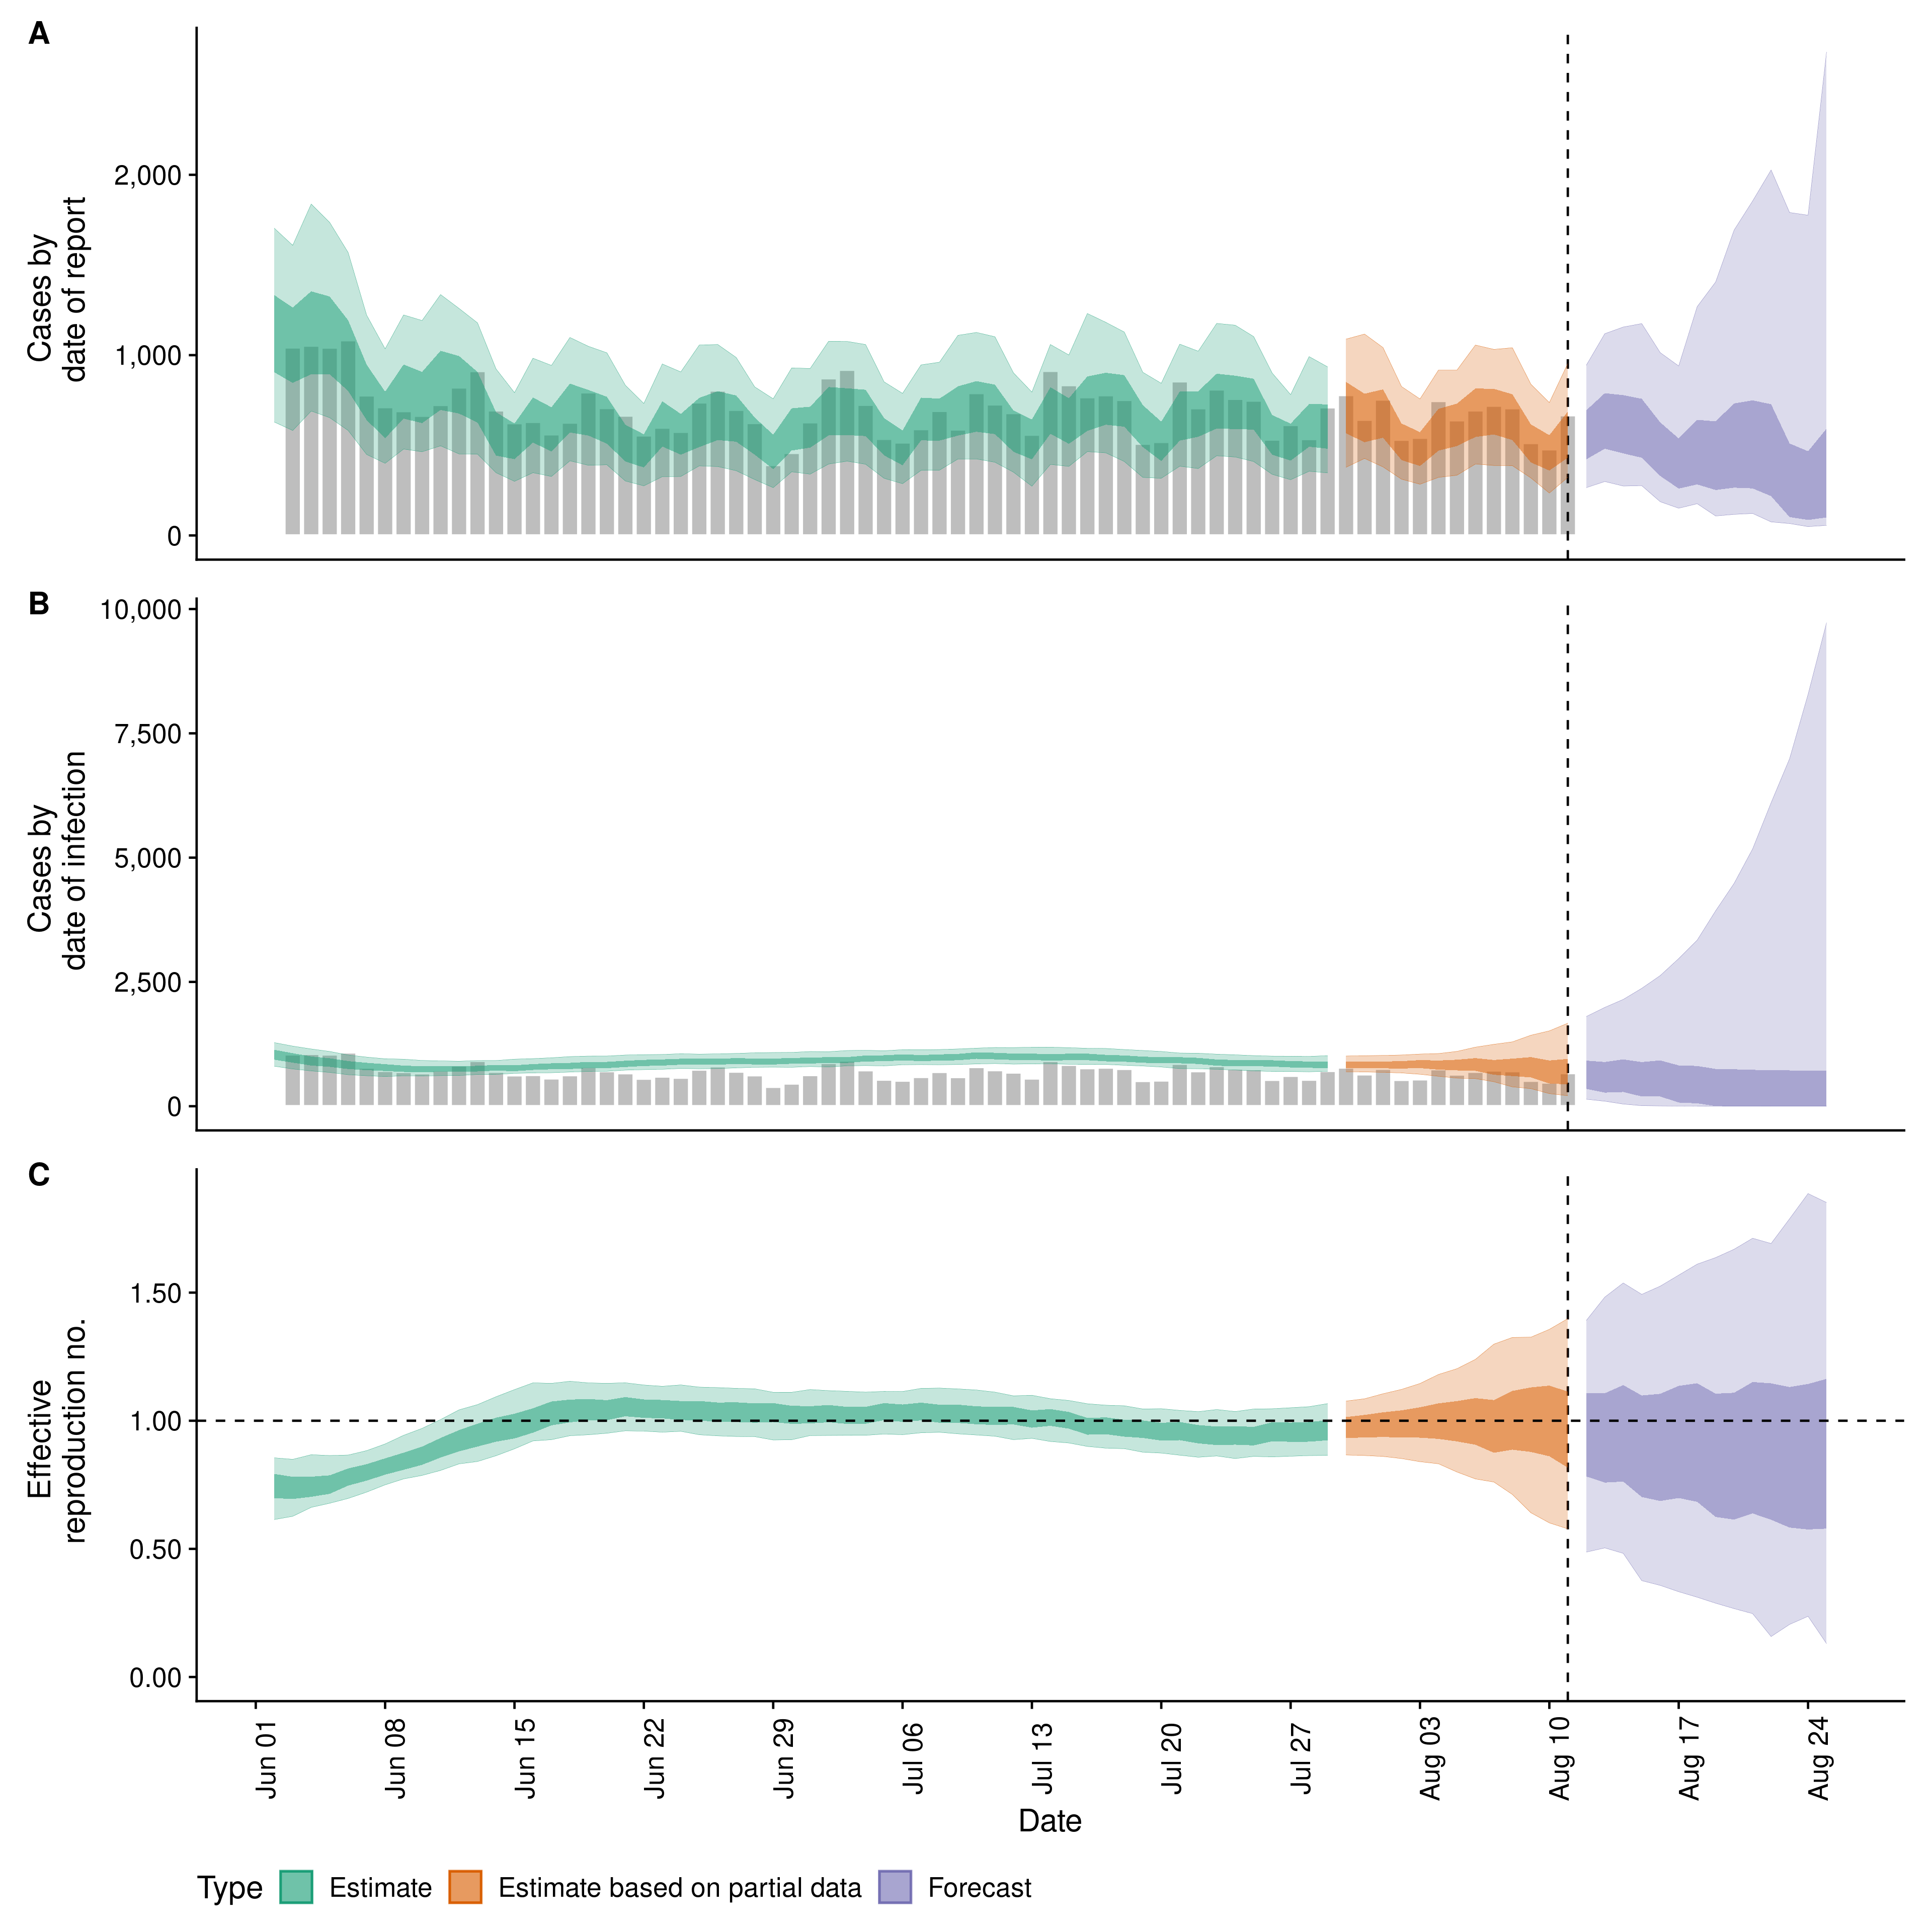 A
Cases by
date of report
2,000
1,000
0
B
Cases by
date of infection
10,000
7,500
5,000
2,500
0
C
Effective
reproduction no.
1.50
1.00
0.50
0.00
Jun 01
Jun 08
Jun 15
Jun 22
Jun 29
Jul 06
Jul 13
Jul 20
Jul 27
Aug 03
Aug 10
Aug 17
Aug 24
Date
Type Estimate Estimate based on partial data Forecast